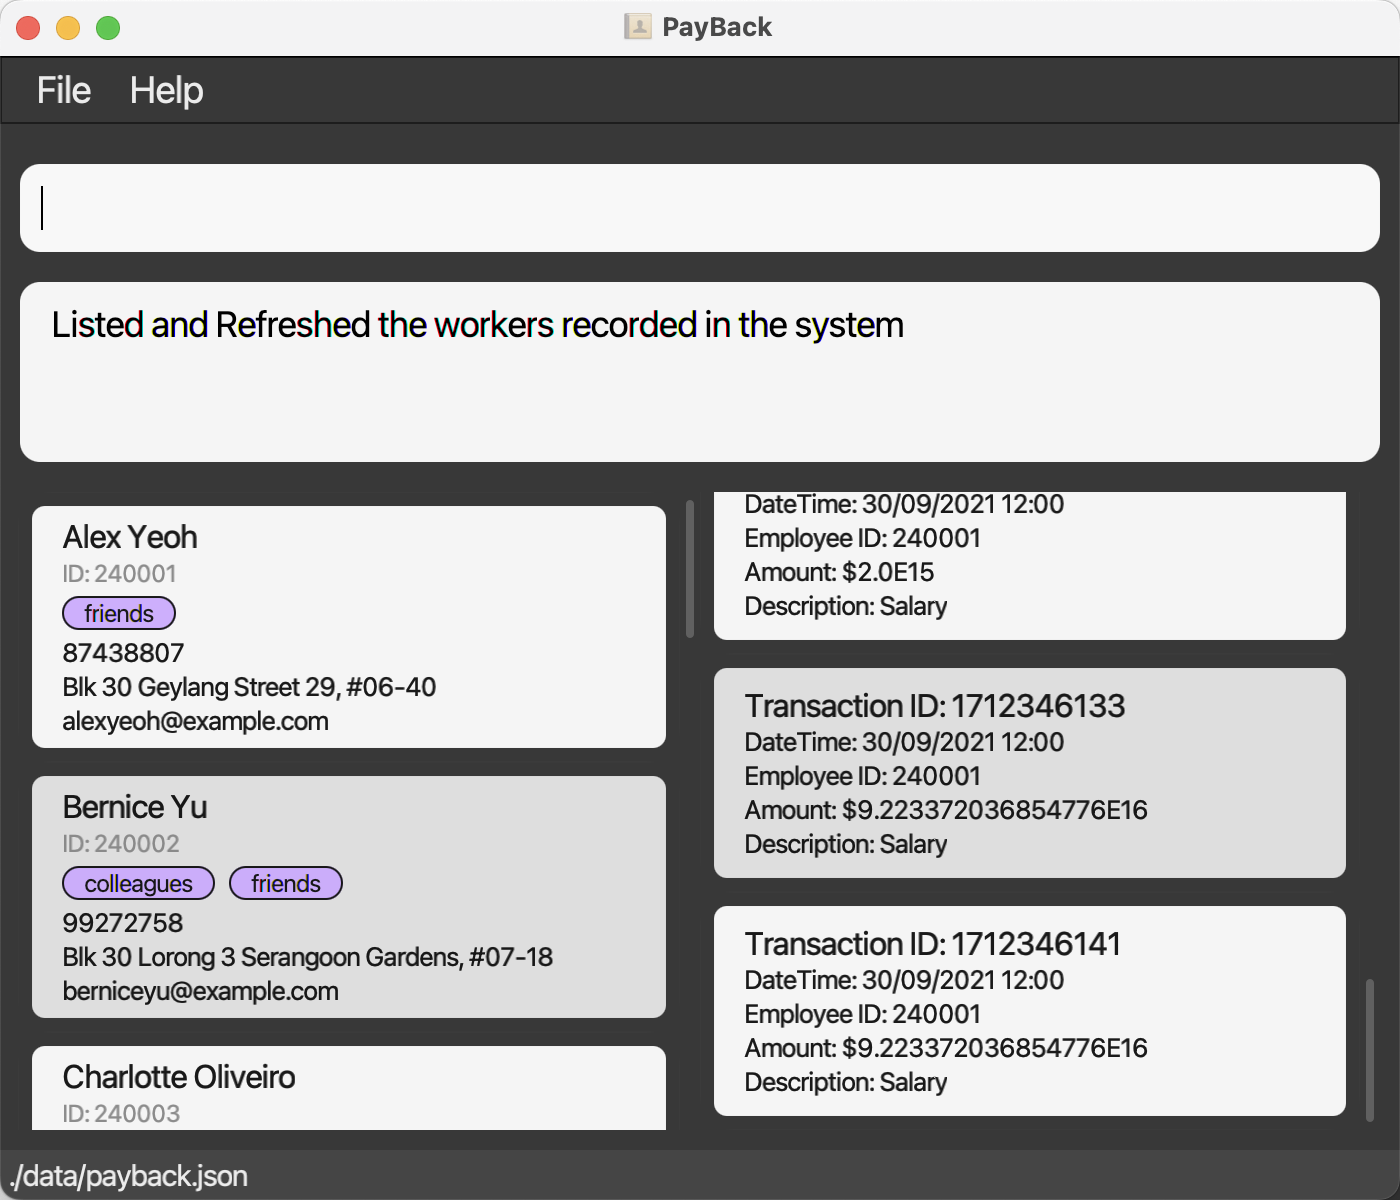 PayBack
File Help
Listed and Refreshed the workers recorded in the system
Alex Yeoh
ID: 240001
friends
87438807
Blk 30 Geylang Street 29, #06-40
alexyeoh@example.com
Bernice Yu
ID: 240002
colleagues friends
99272758
Blk 30 Lorong 3 Serangoon Gardens, #07-18
berniceyu@example.com
Charlotte Oliveiro
ID: 240003
DateTime: 30/09/2021 12:00
Employee ID: 240001
Amount: $2.0E15
Description: Salary
Transaction ID: 1712346133
DateTime: 30/09/2021 12:00
Employee ID: 240001
Amount: $9.223372036854776E16
Description: Salary
Transaction ID: 1712346141
DateTime: 30/09/2021 12:00
Employee ID: 240001
Amount: $9.223372036854776E16
Description: Salary
./data/payback.json